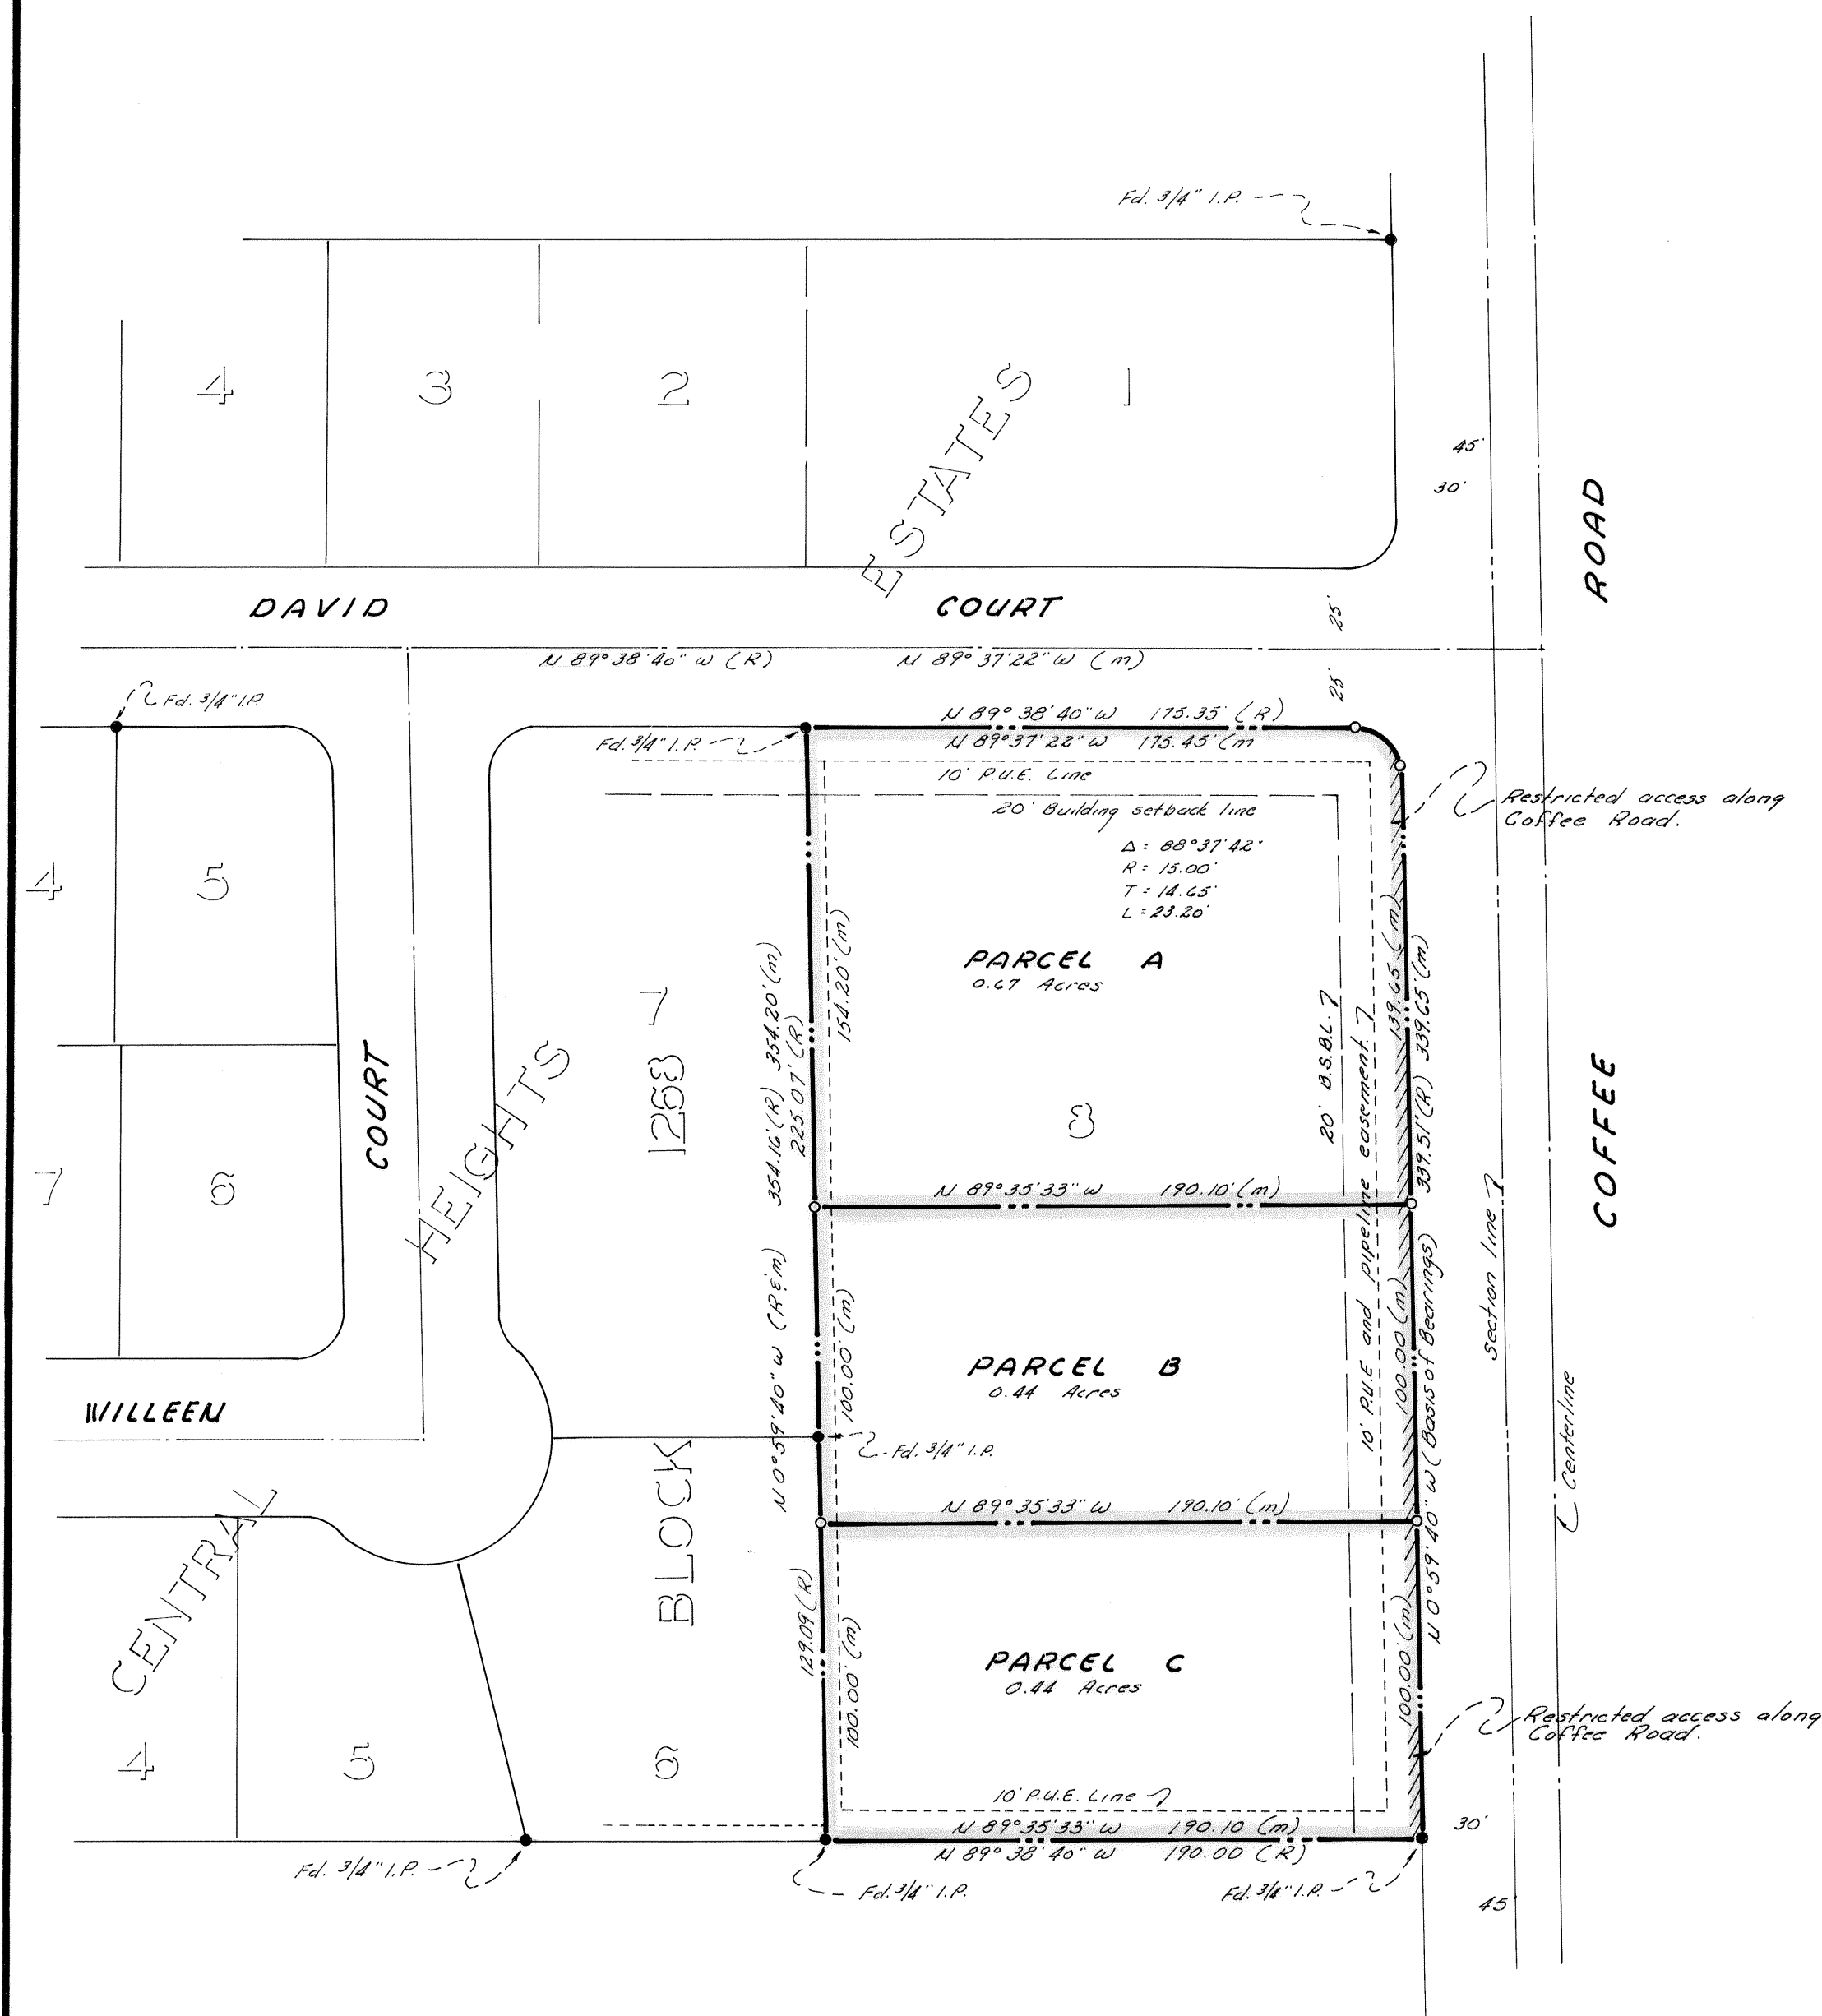 Fd. 3/4" I.P.
4
3
2
1
ESTATES
45'
30'
ROAD
DAVID COURT
25'
25'
N 89° 38' 40" W (R)
N 89° 37' 22" W (m)
Fd. 3/4" I.P.
Fd. 3/4" I.P.
N 89° 38' 40" W 175.35' (R)
N 89° 37' 22" W 175.45' (m
10' P.U.E. Line
20' Building setback line
Restricted access along
Coffee Road.
Δ = 88° 37' 42"
R = 15.00'
T = 14.65'
L = 23.20'
4
5
PARCEL A
0.67 Acres
154.20' (m)
354.16' (R) 354.20' (m)
225.07' (R)
7
1268
8
20' B.S.B.L.
10' P.U.E and pipeline easement.
139.65 (m)
339.51' (R) 339.65' (m)
COURT
HEIGHTS
7
6
COFFEE
Section line
N 89° 35' 33" W 190.10' (m)
N 0° 59' 40" W (R & m)
100.00' (m)
PARCEL B
0.44 Acres
100.00' (m)
N 0° 59' 40" W (Basis of Bearings)
Centerline
WILLEEN
BLOCK
Fd. 3/4" I.P.
N 89° 35' 33" W 190.10' (m)
CENTRAL
129.09 (R)
100.00' (m)
PARCEL C
0.44 Acres
100.00' (m)
Restricted access along
Coffee Road.
4
5
6
10' P.U.E. Line
N 89° 35' 33" W 190.10 (m)
N 89° 38' 40" W 190.00 (R)
30'
Fd. 3/4" I.P.
Fd. 3/4" I.P.
Fd. 3/4" I.P.
45'